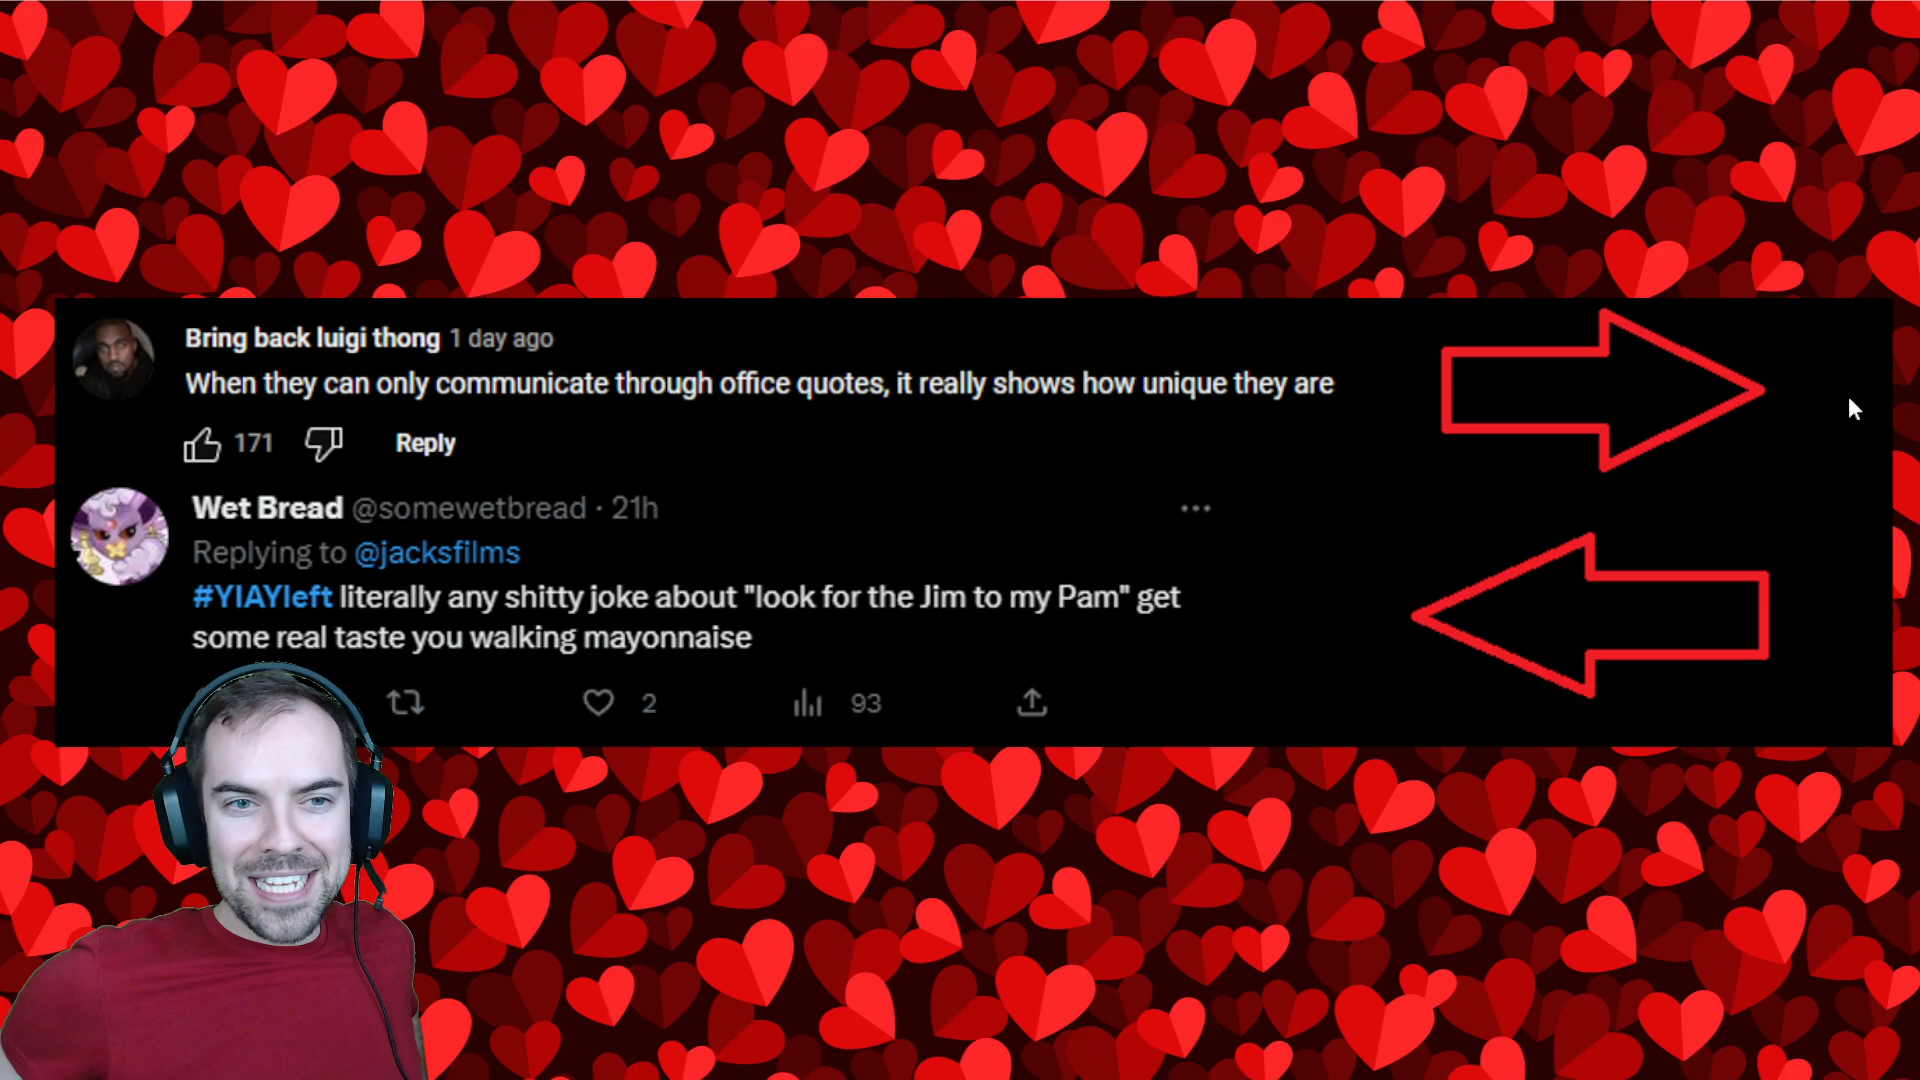 Bring back luigi thong 1 day ago
When they can only communicate through office quotes, it really shows how unique they are
171 Reply
Wet Bread @somewetbread · 21h
Replying to @jacksfilms
#YIAYleft literally any shitty joke about "look for the Jim to my Pam" get
some real taste you walking mayonnaise
2 93